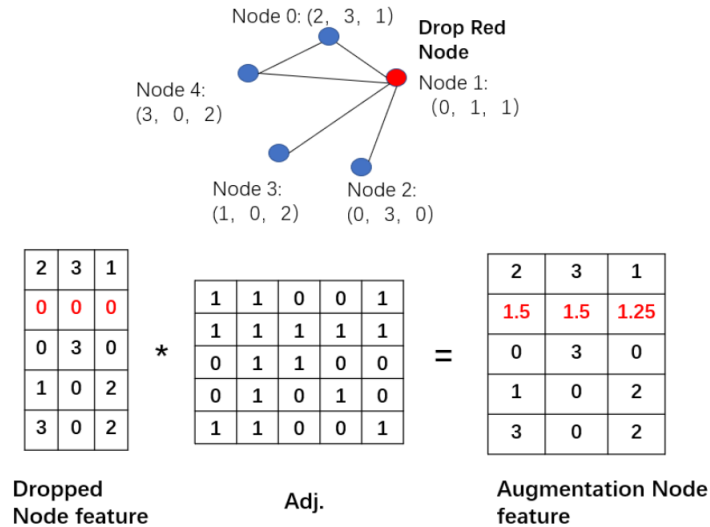 Node 0: (2, 3, 1)
Drop Red
Node
Node 4:
(3, 0, 2)
Node 1:
(0, 1, 1)
Node 3:
(1, 0, 2)
Node 2:
(0, 3, 0)
2 3 1
0 0 0
0 3 0
1 0 2
3 0 2
*
1 1 0 0 1
1 1 1 1 1
0 1 1 0 0
0 1 0 1 0
1 1 0 0 1
=
2 3 1
1.5 1.5 1.25
0 3 0
1 0 2
3 0 2
Dropped
Node feature
Adj.
Augmentation Node
feature